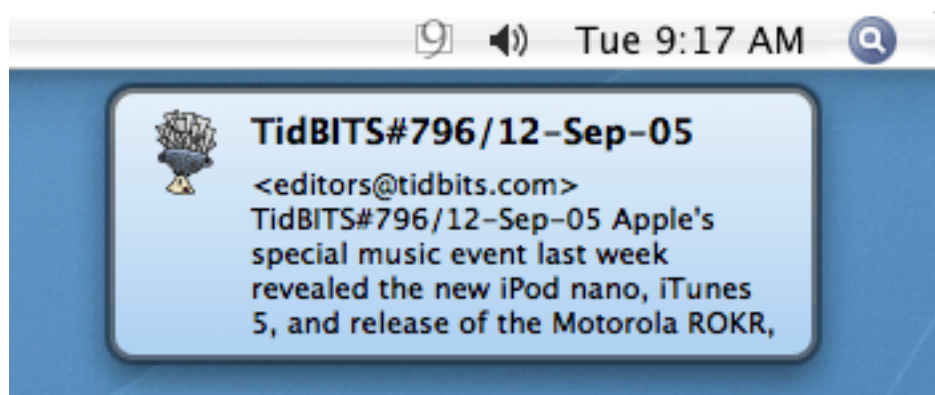 9 Tue 9:17 AM
TidBITS#796/12-Sep-05
<editors@tidbits.com>
TidBITS#796/12-Sep-05 Apple's
special music event last week
revealed the new iPod nano, iTunes
5, and release of the Motorola ROKR,